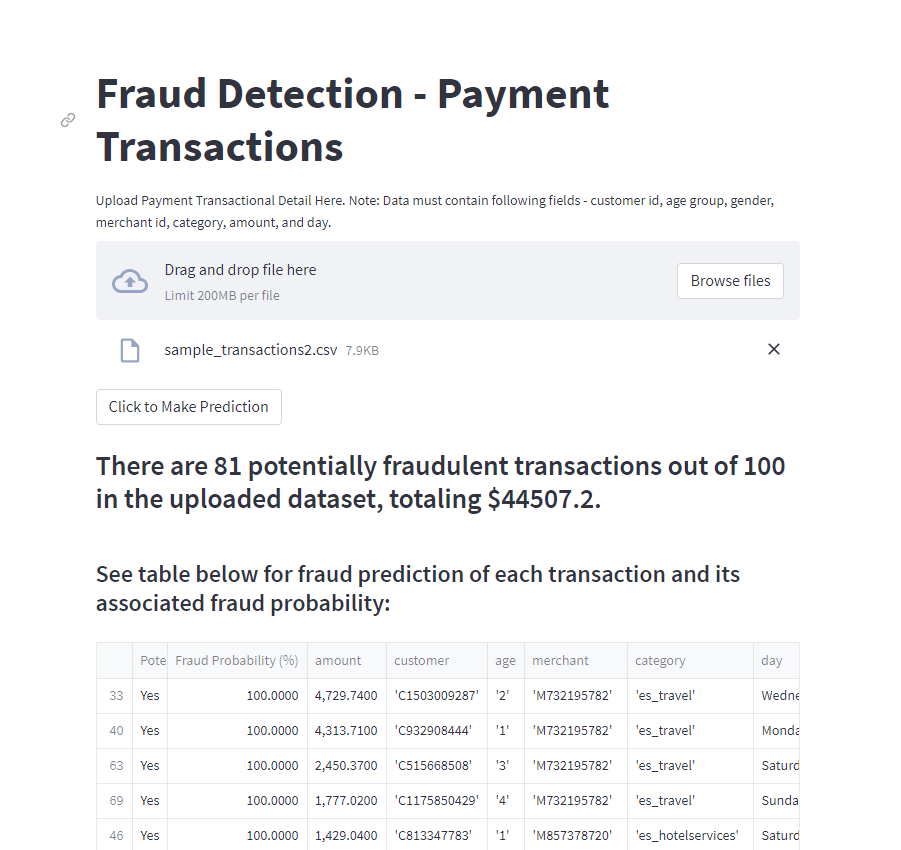 Fraud Detection - Payment
Transactions
Upload Payment Transactional Detail Here. Note: Data must contain following fields - customer id, age group, gender,
merchant id, category, amount, and day.
Drag and drop file here
Limit 200MB per file
Browse files
sample_transactions2.csv 7.9KB
Click to Make Prediction
There are 81 potentially fraudulent transactions out of 100
in the uploaded dataset, totaling $44507.2.
See table below for fraud prediction of each transaction and its
associated fraud probability:
Pote Fraud Probability (%) amount customer age merchant category day
33 Yes 100.0000 4,729.7400 'C1503009287' '2' 'M732195782' 'es_travel' Wedne
40 Yes 100.0000 4,313.7100 'C932908444' '1' 'M732195782' 'es_travel' Monda
63 Yes 100.0000 2,450.3700 'C515668508' '3' 'M732195782' 'es_travel' Saturd
69 Yes 100.0000 1,777.0200 'C1175850429' '4' 'M732195782' 'es_travel' Sunda
46 Yes 100.0000 1,429.0400 'C813347783' '1' 'M857378720' 'es_hotelservices' Saturd